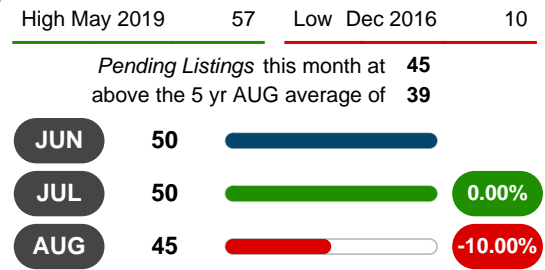 High May 2019 57 Low Dec 2016 10
Pending Listings this month at 45
above the 5 yr AUG average of 39
JUN 50
JUL 50 0.00%
AUG 45 -10.00%